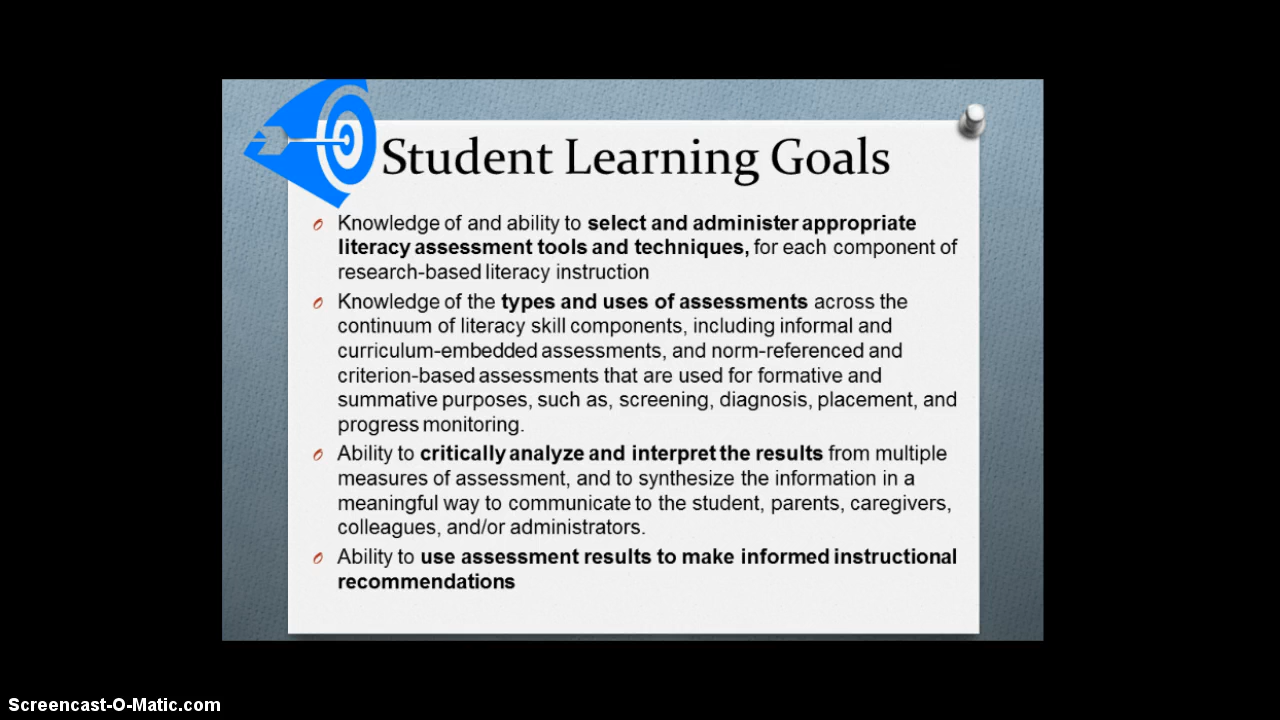 Student Learning Goals
Knowledge of and ability to select and administer appropriate
literacy assessment tools and techniques, for each component of
research-based literacy instruction
Knowledge of the types and uses of assessments across the
continuum of literacy skill components, including informal and
curriculum-embedded assessments, and norm-referenced and
criterion-based assessments that are used for formative and
summative purposes, such as, screening, diagnosis, placement, and
progress monitoring.
Ability to critically analyze and interpret the results from multiple
measures of assessment, and to synthesize the information in a
meaningful way to communicate to the student, parents, caregivers,
colleagues, and/or administrators.
Ability to use assessment results to make informed instructional
recommendations
Screencast-O-Matic.com